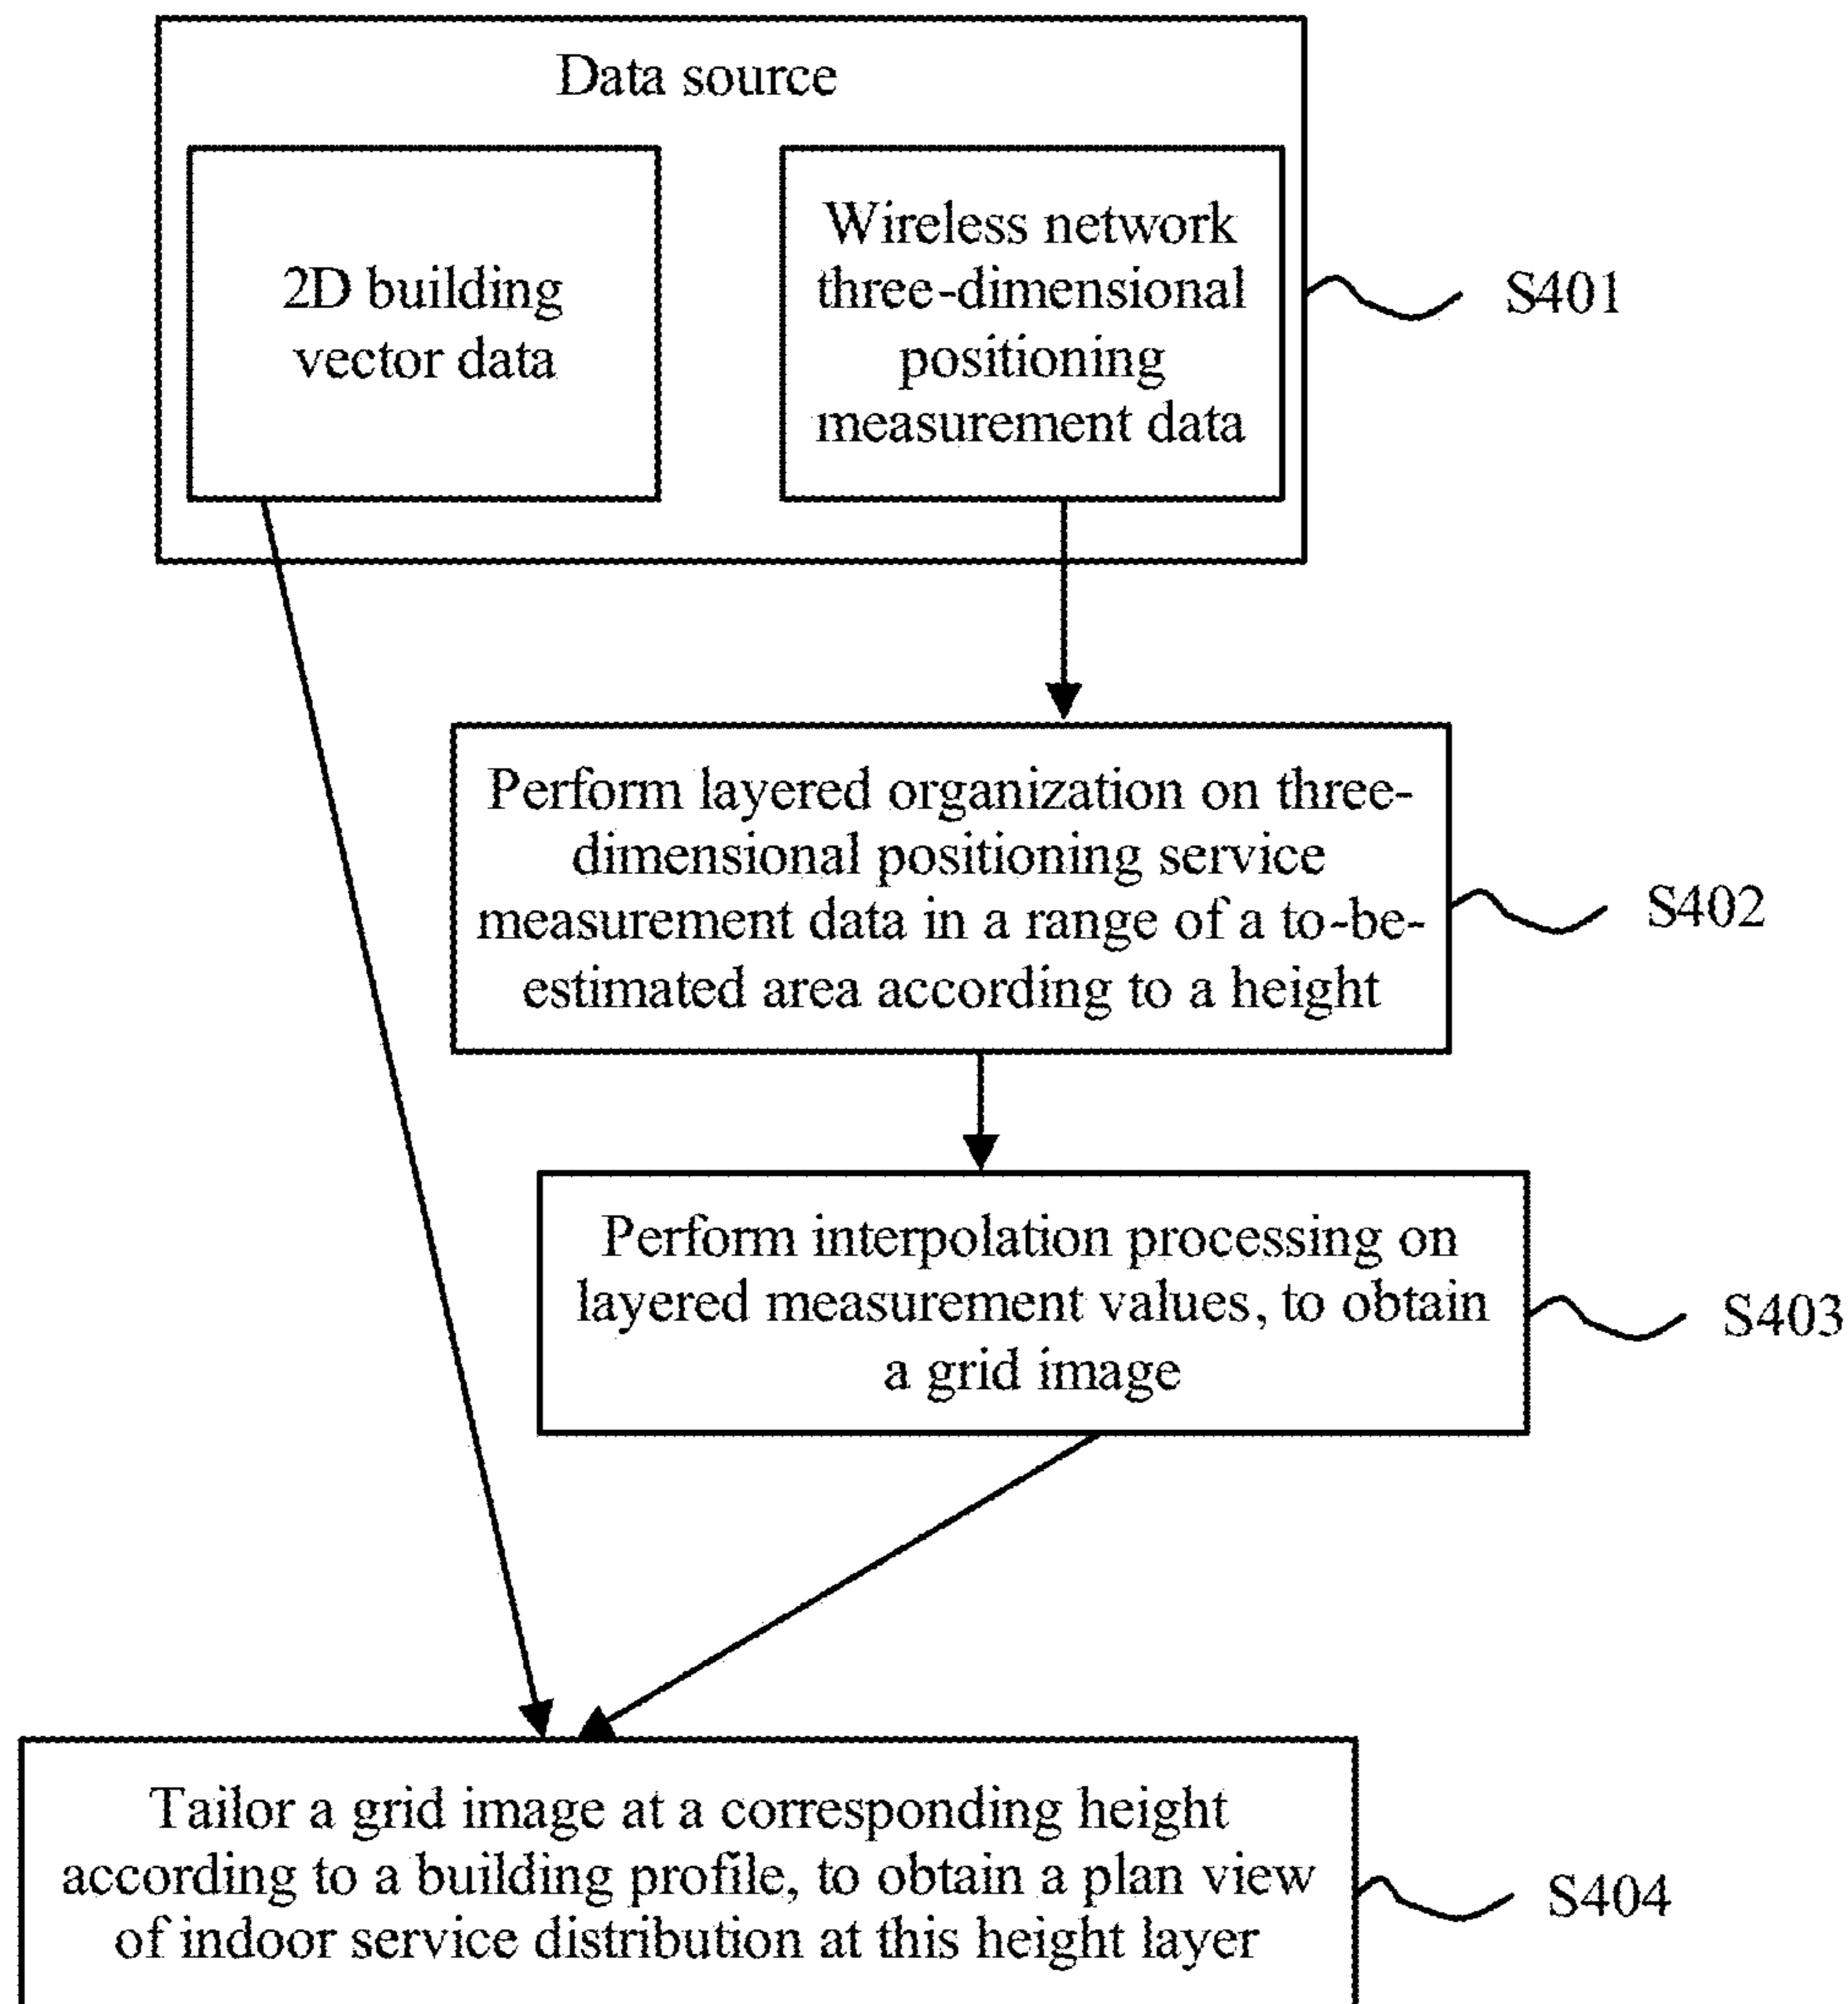 Data source
2D building
vector data
Wireless network
three-dimensional
positioning
measurement data
S401
Perform layered organization on three-
dimensional positioning service
measurement data in a range of a to-be-
estimated area according to a height
S402
Perform interpolation processing on
layered measurement values, to obtain
a grid image
S403
Tailor a grid image at a corresponding height
according to a building profile, to obtain a plan view
of indoor service distribution at this height layer
S404